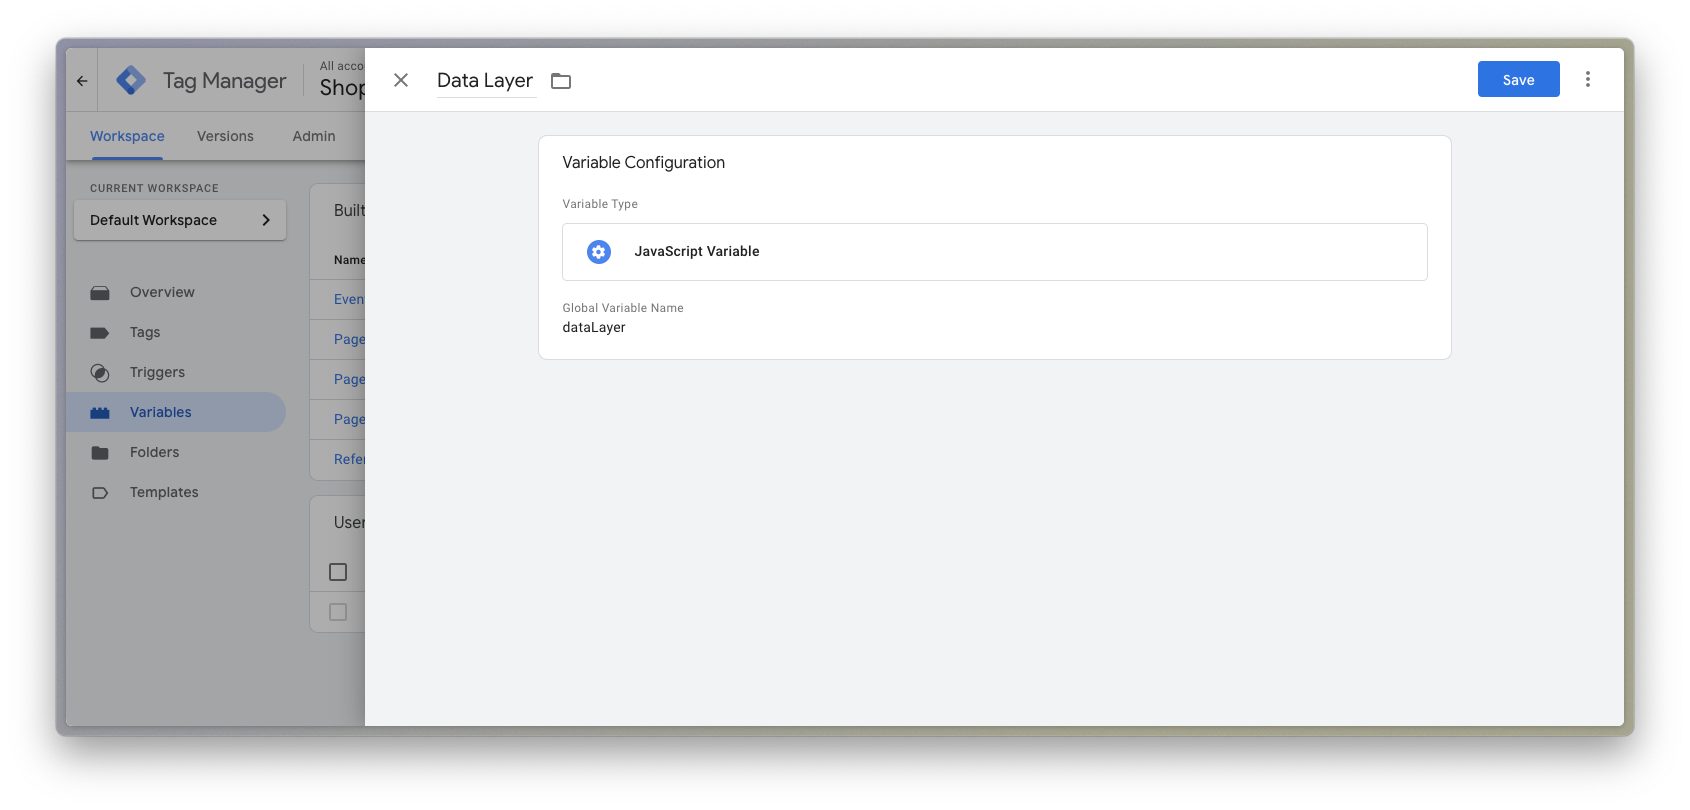 Tag Manager
All acco
Shop
Data Layer
Save
Workspace
Versions
Admin
CURRENT WORKSPACE
Default Workspace
Overview
Tags
Triggers
Variables
Folders
Templates
Built
Name
Even
Page
Page
Page
Refer
User
Variable Configuration
Variable Type
JavaScript Variable
Global Variable Name
dataLayer